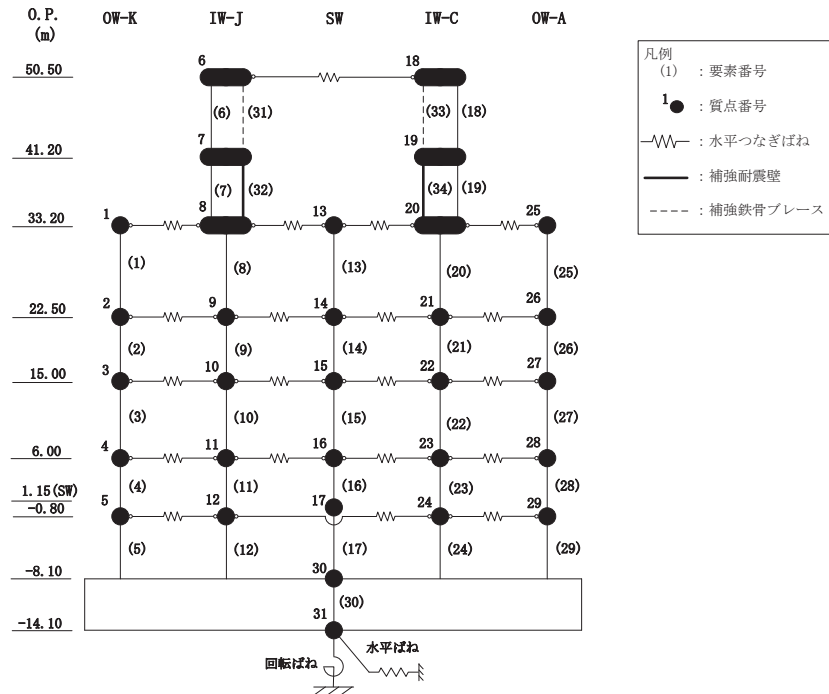 O.P.
(m)
OW-K IW-J SW IW-C OW-A
凡例
(1) : 要素番号
1 : 質点番号
: 水平つなぎばね
: 補強耐震壁
: 補強鉄骨ブレース
50.50 6 18
(6) (31) (33) (18)
41.20 7 19
(7) (32) (34) (19)
33.20 1 8 13 20 25
(1) (8) (13) (20) (25)
22.50 2 9 14 21 26
(2) (9) (14) (21) (26)
15.00 3 10 15 22 27
(3) (10) (15) (22) (27)
6.00 4 11 16 23 28
(4) (11) (16) (23) (28)
1.15(SW) 17
-0.80 5 12 24 29
(5) (12) (17) (24) (29)
-8.10 30
(30)
-14.10 31
水平ばね
回転ばね